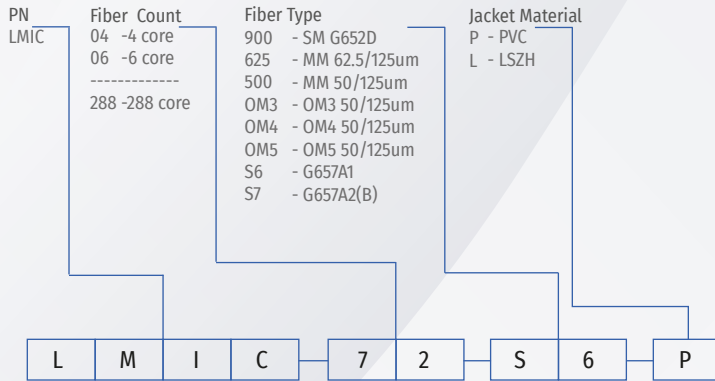 PN
LMIC
Fiber Count
04 -4 core
06 -6 core
-------------
288 -288 core
Fiber Type
900 - SM G652D
625 - MM 62.5/125um
500 - MM 50/125um
OM3 - OM3 50/125um
OM4 - OM4 50/125um
OM5 - OM5 50/125um
S6 - G657A1
S7 - G657A2(B)
Jacket Material
P - PVC
L - LSZH
L M I C - 7 2 - S 6 - P